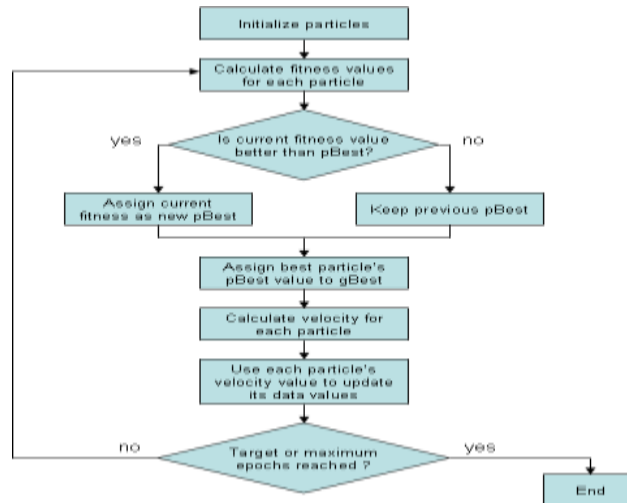 Initialize particles
Calculate fitness values
for each particle
Is current fitness value
better than pBest?
yes
no
Assign current
fitness as new pBest
Keep previous pBest
Assign best particle's
pBest value to gBest
Calculate velocity for
each particle
Use each particle's
velocity value to update
its data values
no
Target or maximum
epochs reached ?
yes
End